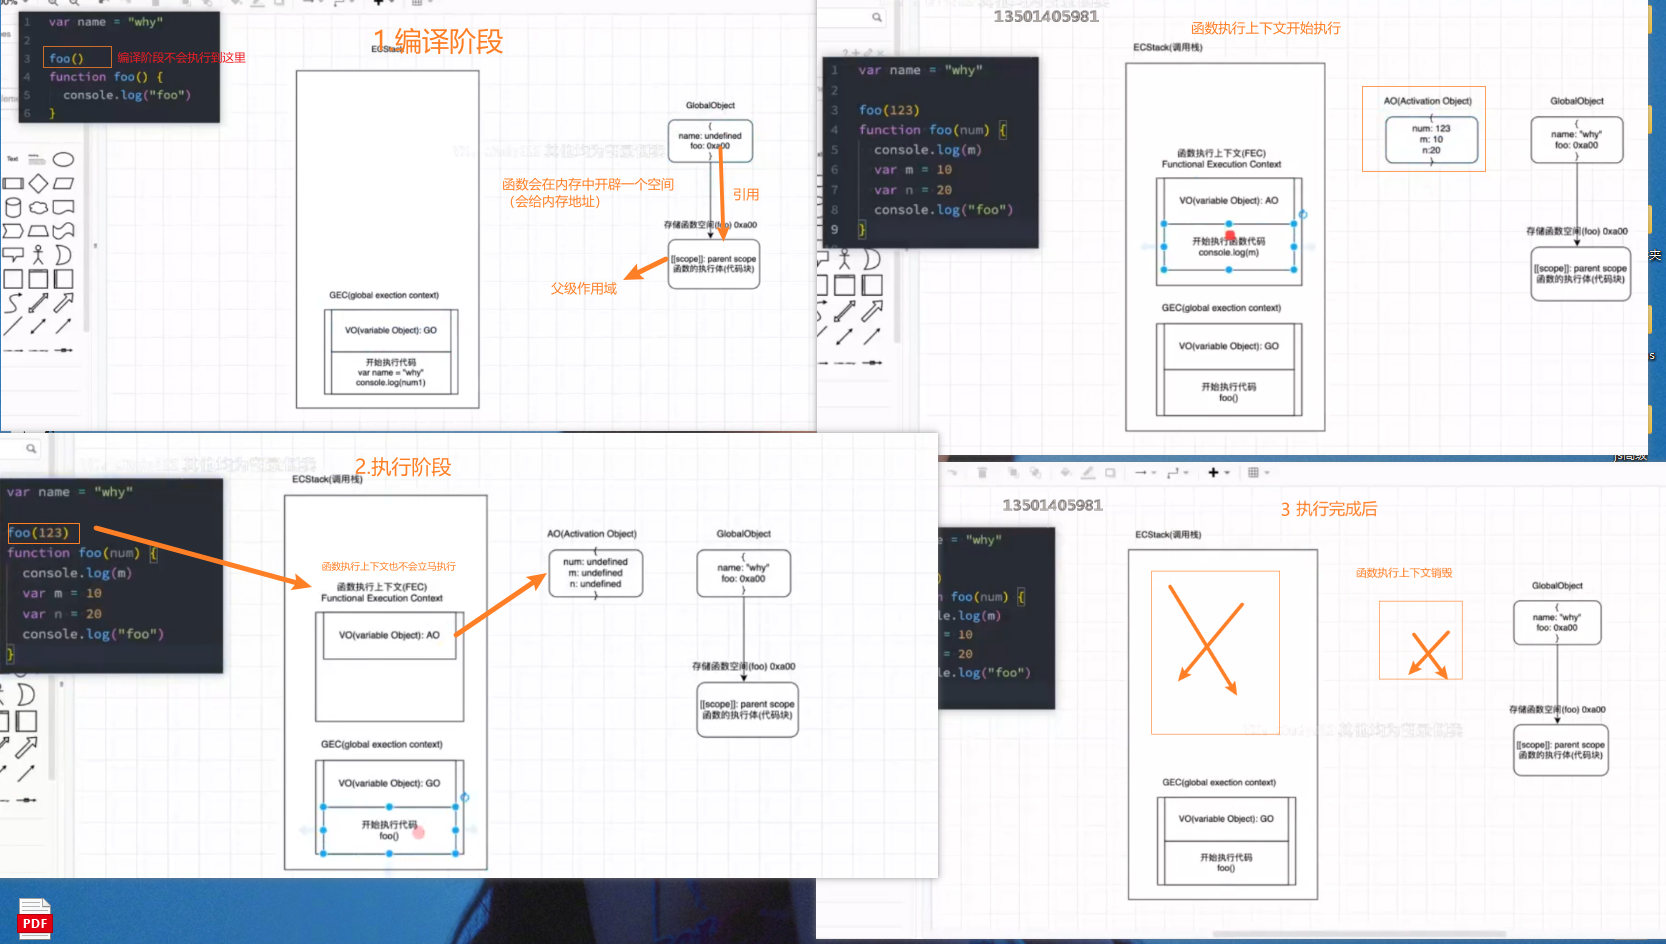 1 var name = "why"
2
3 foo() 编译阶段不会执行到这里
4 function foo() {
5 console.log("foo")
6 }
Text
1.编译阶段
ECStack
GEC(global exection context)
VO(variable Object): GO
开始执行代码
var name = "why"
console.log(num1)
GlobalObject
{
name: undefined
foo: 0xa00
}
函数会在内存中开辟一个空间
（会给内存地址）
引用
存储函数空间(foo) 0xa00
[[scope]]: parent scope
函数的执行体(代码块)
父级作用域
13501405981
函数执行上下文开始执行
ECStack(调用栈)
1 var name = "why"
2
3 foo(123)
4 function foo(num) {
5 console.log(m)
6 var m = 10
7 var n = 20
8 console.log("foo")
9 }
函数执行上下文(FEC)
Functional Execution Context
VO(variable Object): AO
开始执行函数代码
console.log(m)
GEC(global exection context)
VO(variable Object): GO
开始执行代码
foo()
AO(Activation Object)
{
num: 123
m: 10
n:20
}
GlobalObject
{
name: "why"
foo: 0xa00
}
存储函数空间(foo) 0xa00
[[scope]]: parent scope
函数的执行体(代码块)
夹
s
js高级
2.执行阶段
ECStack(调用栈)
var name = "why"
foo(123)
function foo(num) {
console.log(m)
var m = 10
var n = 20
console.log("foo")
}
函数执行上下文也不会立马执行
函数执行上下文(FEC)
Functional Execution Context
VO(variable Object): AO
GEC(global exection context)
VO(variable Object): GO
开始执行代码
foo()
AO(Activation Object)
{
num: undefined
m: undefined
n: undefined
}
GlobalObject
{
name: "why"
foo: 0xa00
}
存储函数空间(foo) 0xa00
[[scope]]: parent scope
函数的执行体(代码块)
13501405981
3 执行完成后
ECStack(调用栈)
e = "why"
)
n foo(num) {
le.log(m)
= 10
= 20
le.log("foo")
函数执行上下文销毁
GEC(global exection context)
VO(variable Object): GO
开始执行代码
foo()
GlobalObject
{
name: "why"
foo: 0xa00
}
存储函数空间(foo) 0xa00
[[scope]]: parent scope
函数的执行体(代码块)
PDF